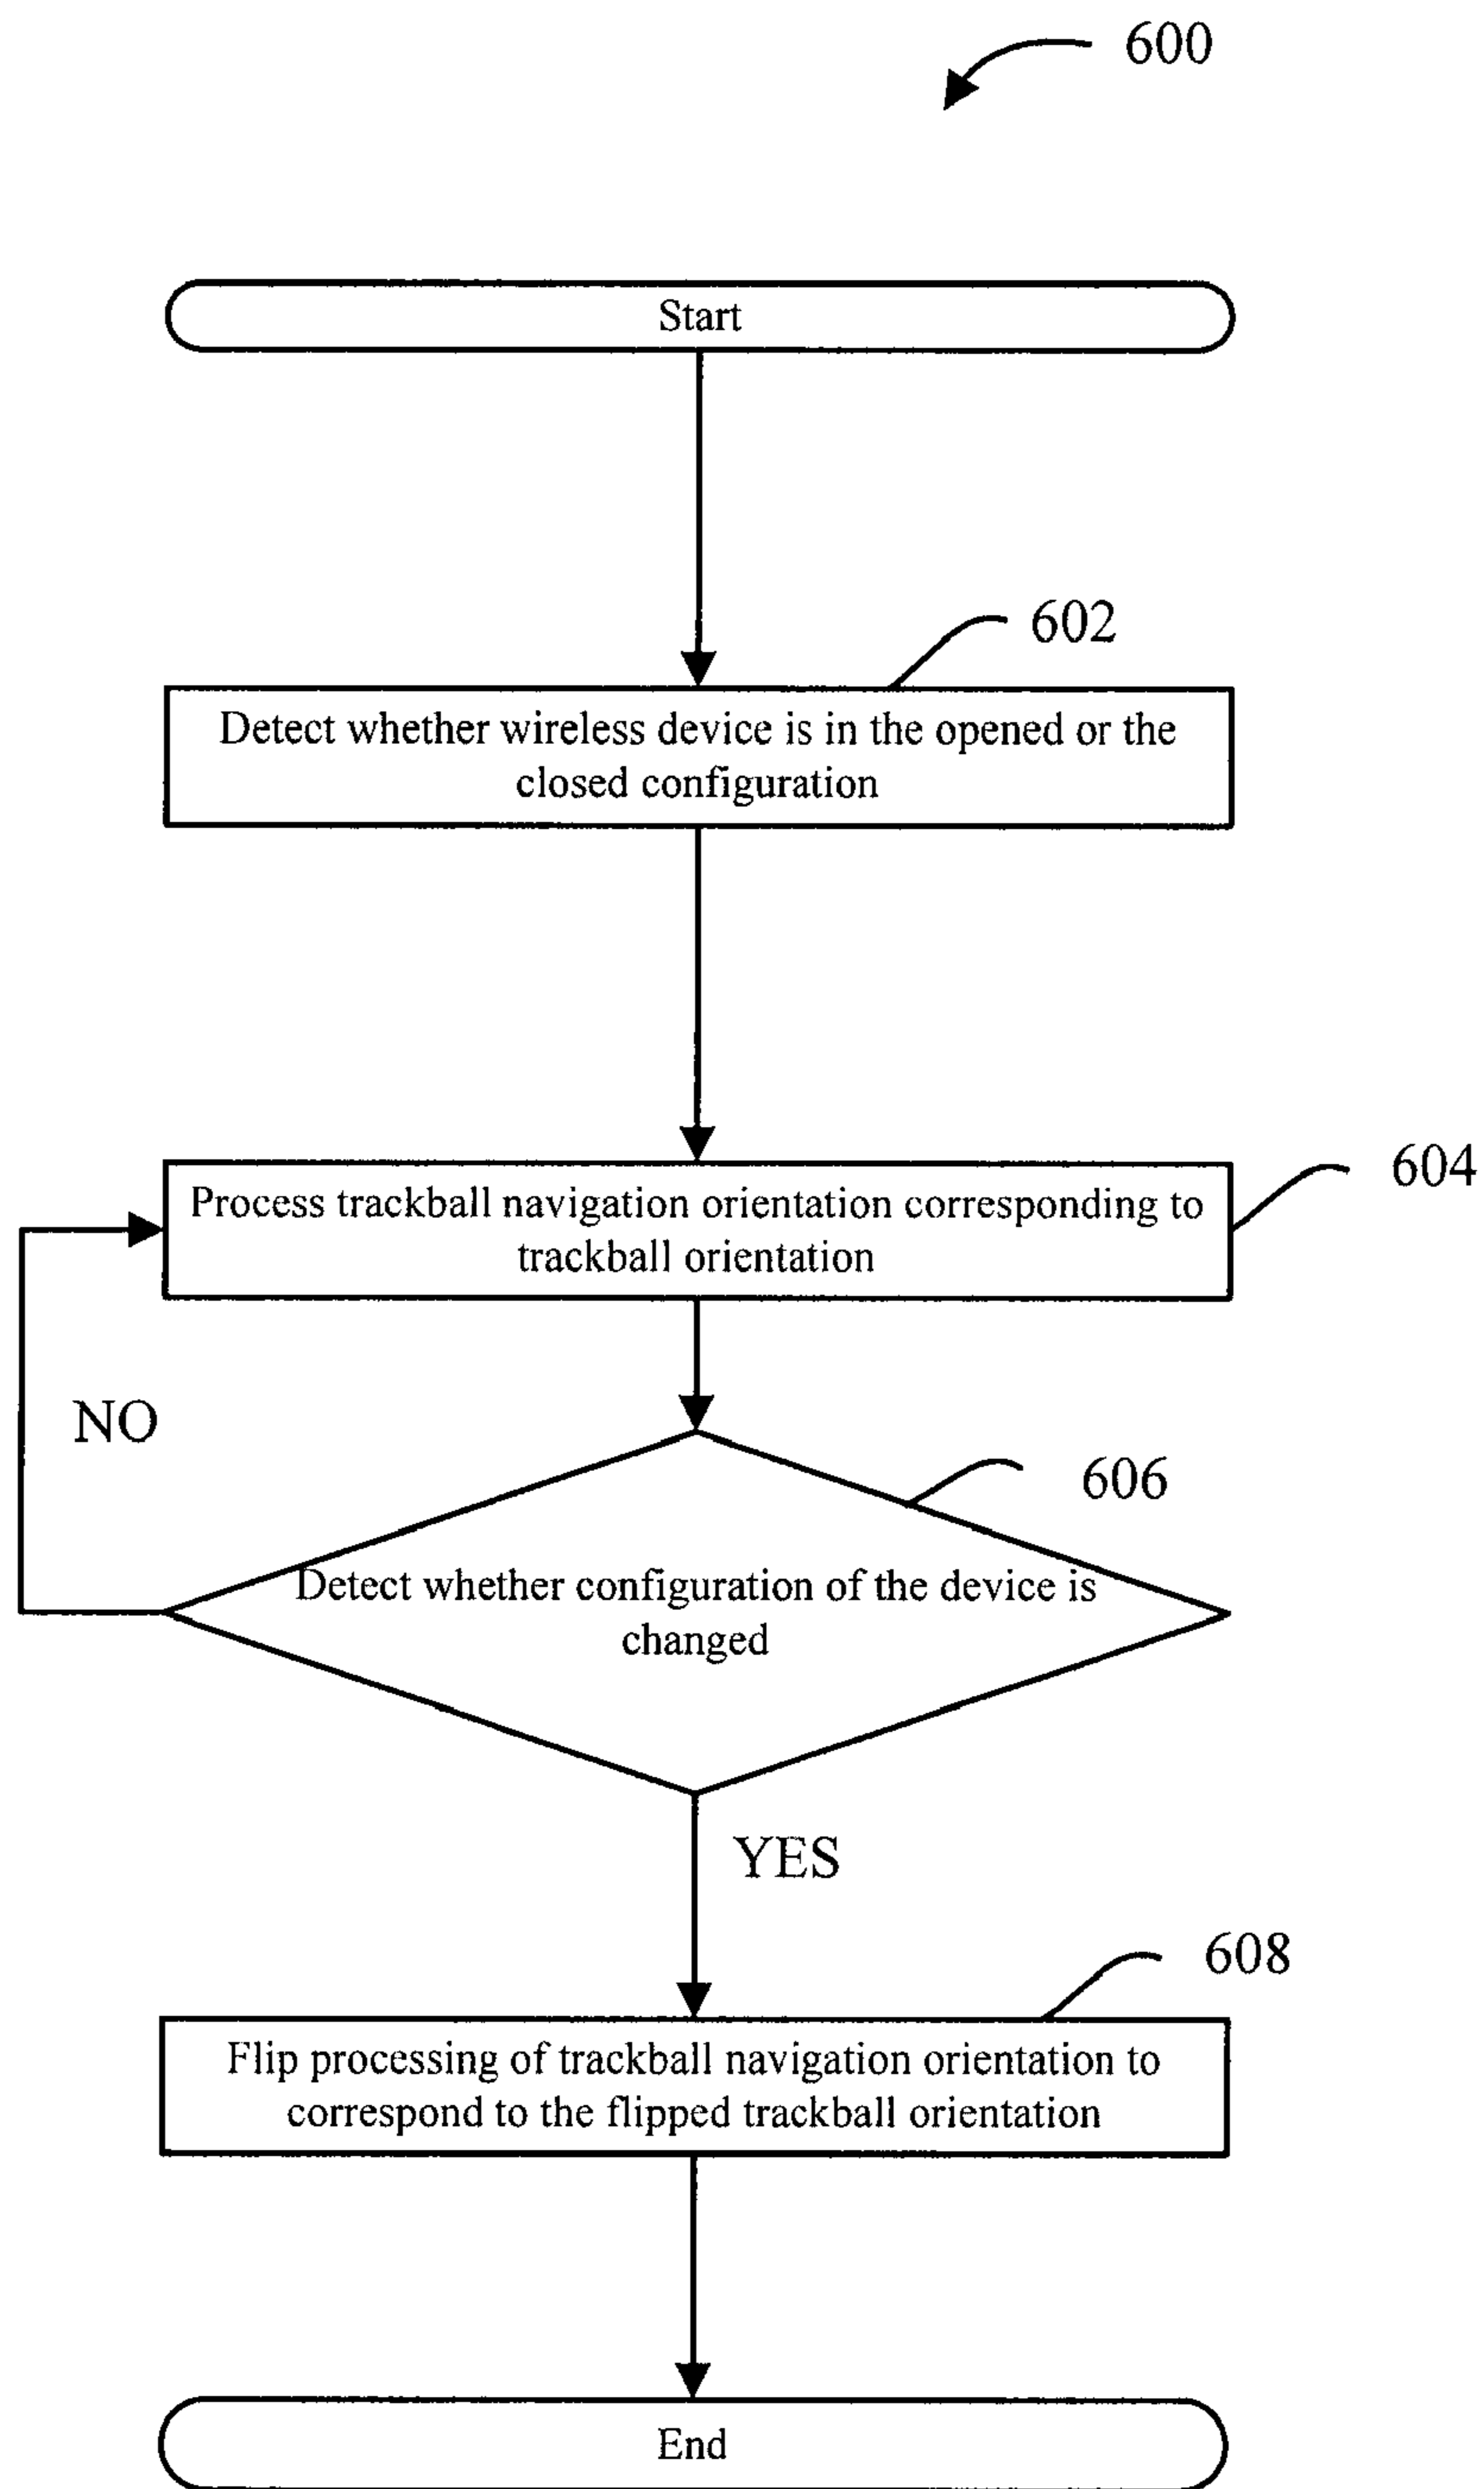 600
Start
602
Detect whether wireless device is in the opened or the
closed configuration
604
Process trackball navigation orientation corresponding to
trackball orientation
NO
606
Detect whether configuration of the device is
changed
YES
608
Flip processing of trackball navigation orientation to
correspond to the flipped trackball orientation
End